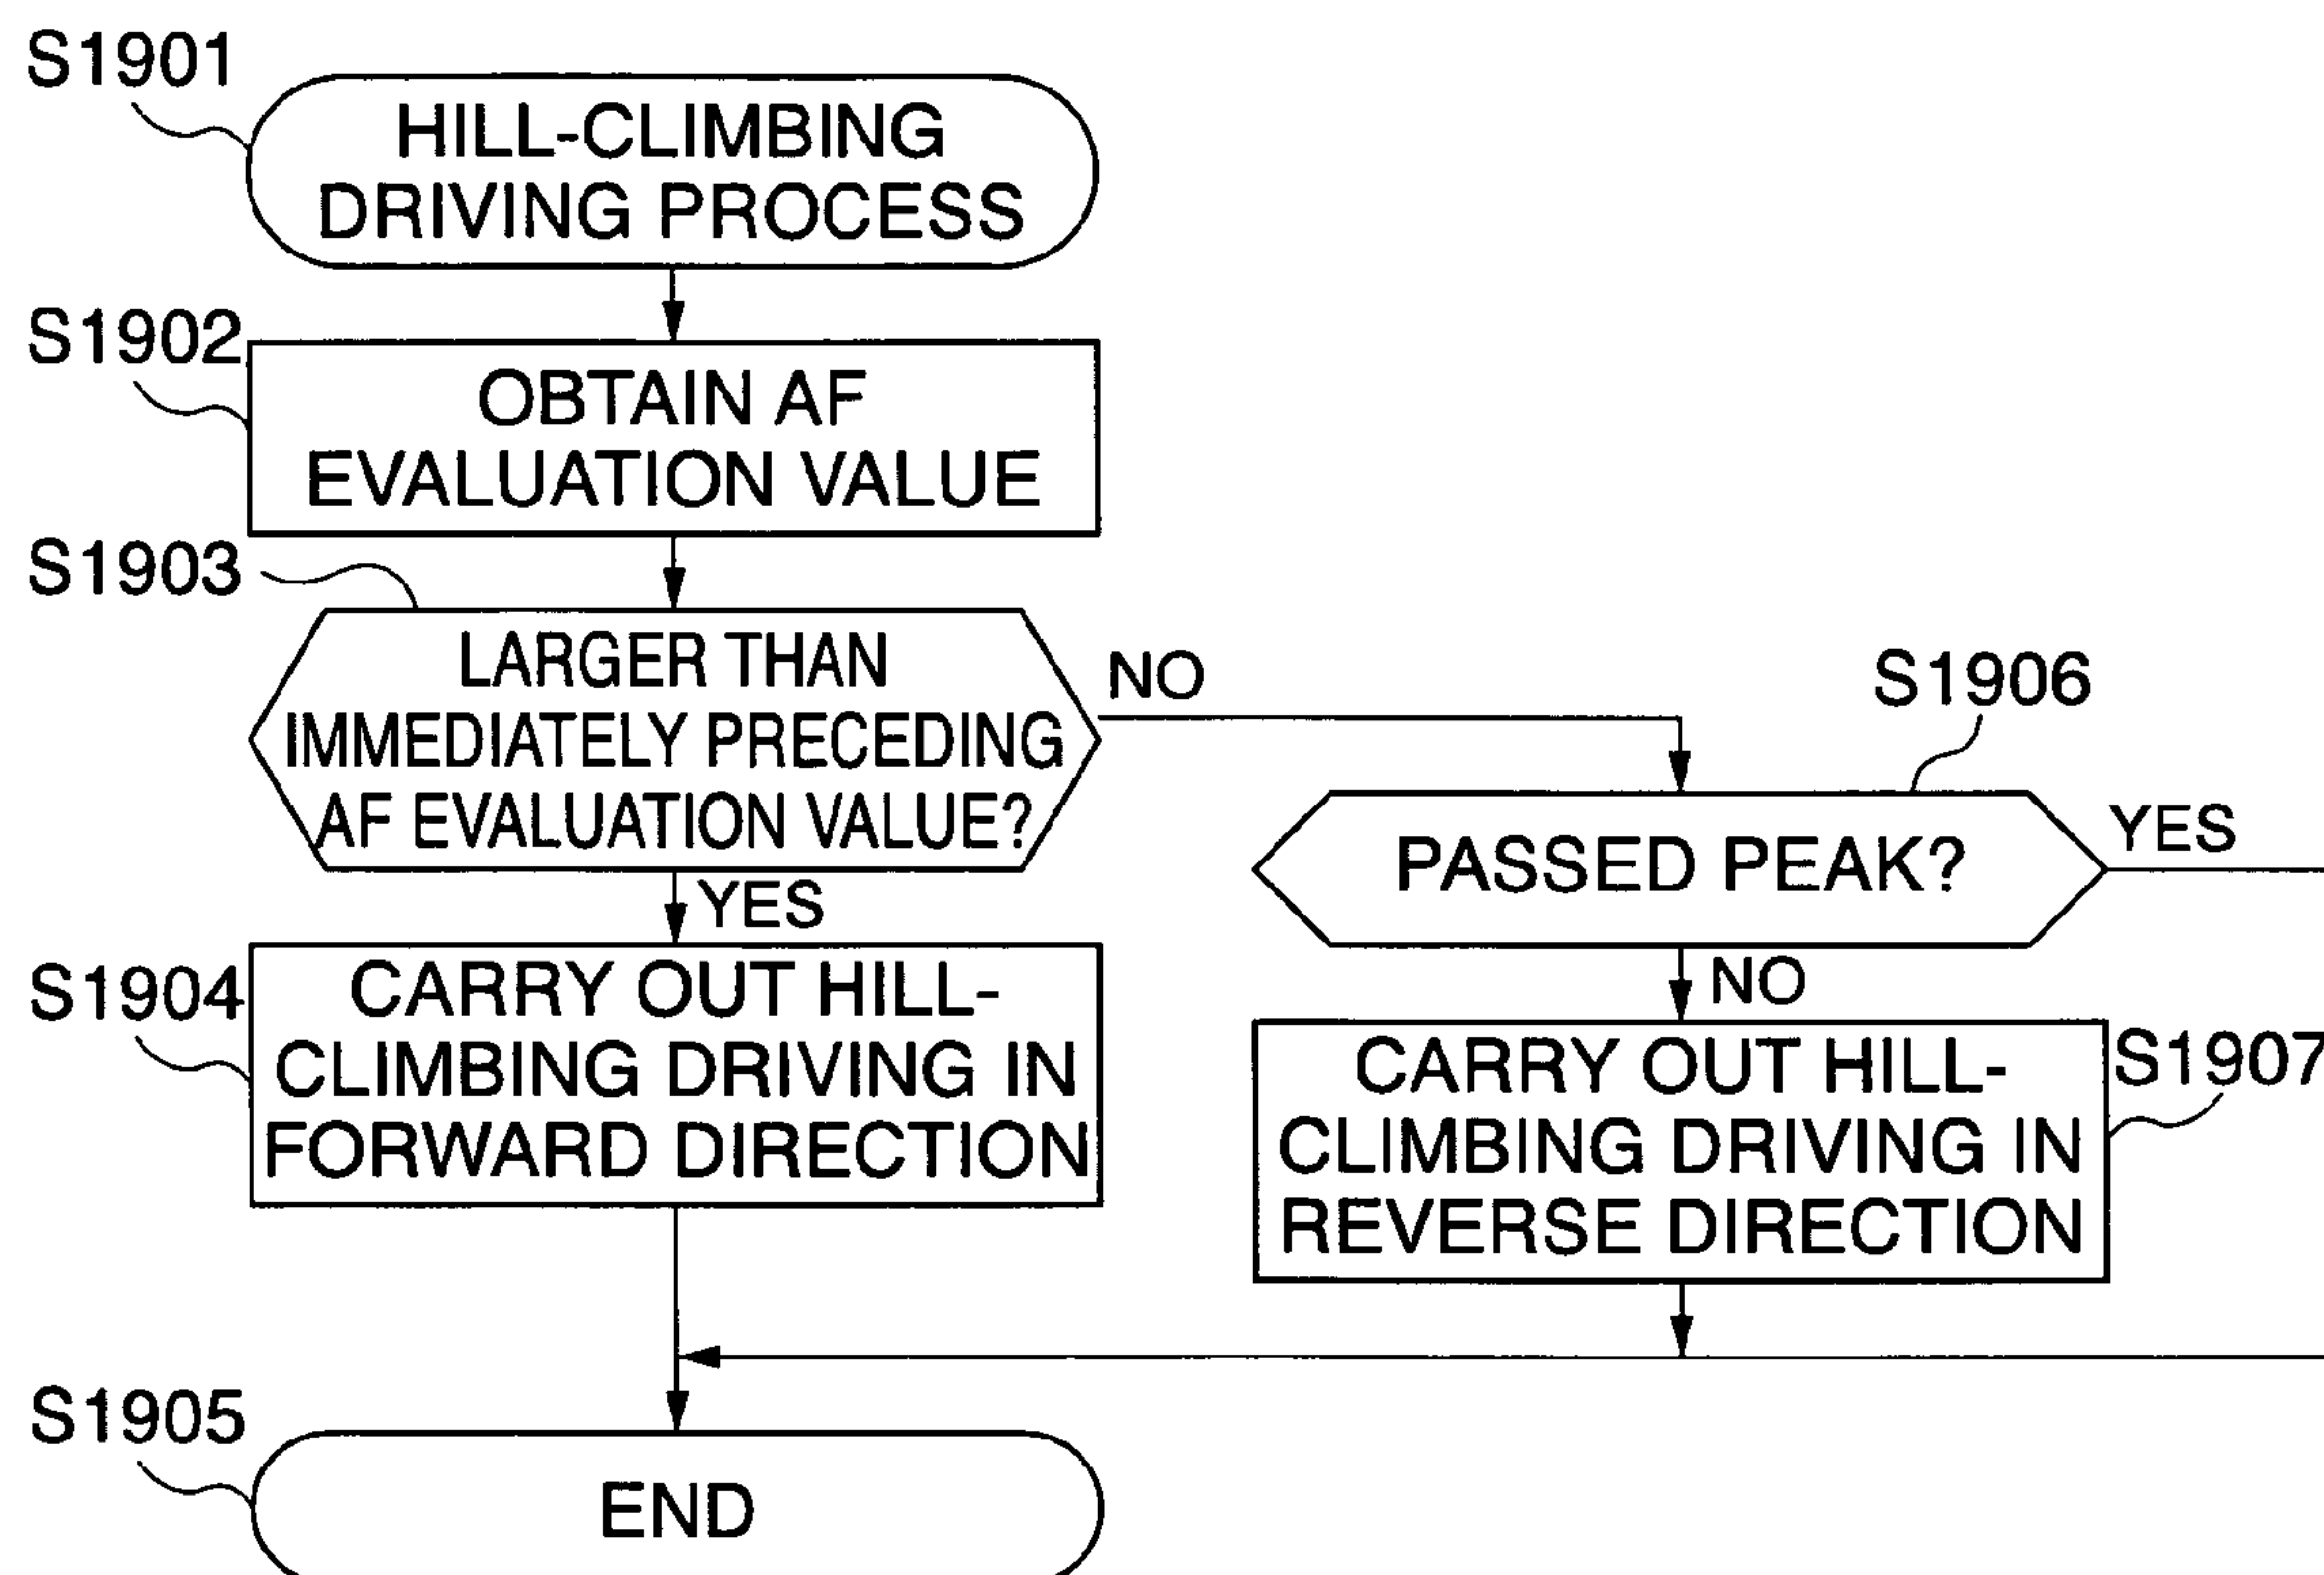 S1901
HILL-CLIMBING
DRIVING PROCESS
S1902
OBTAIN AF
EVALUATION VALUE
S1903
LARGER THAN
IMMEDIATELY PRECEDING
AF EVALUATION VALUE?
NO
YES
S1906
PASSED PEAK?
YES
NO
S1904
CARRY OUT HILL-
CLIMBING DRIVING IN
FORWARD DIRECTION
S1907
CARRY OUT HILL-
CLIMBING DRIVING IN
REVERSE DIRECTION
S1905
END